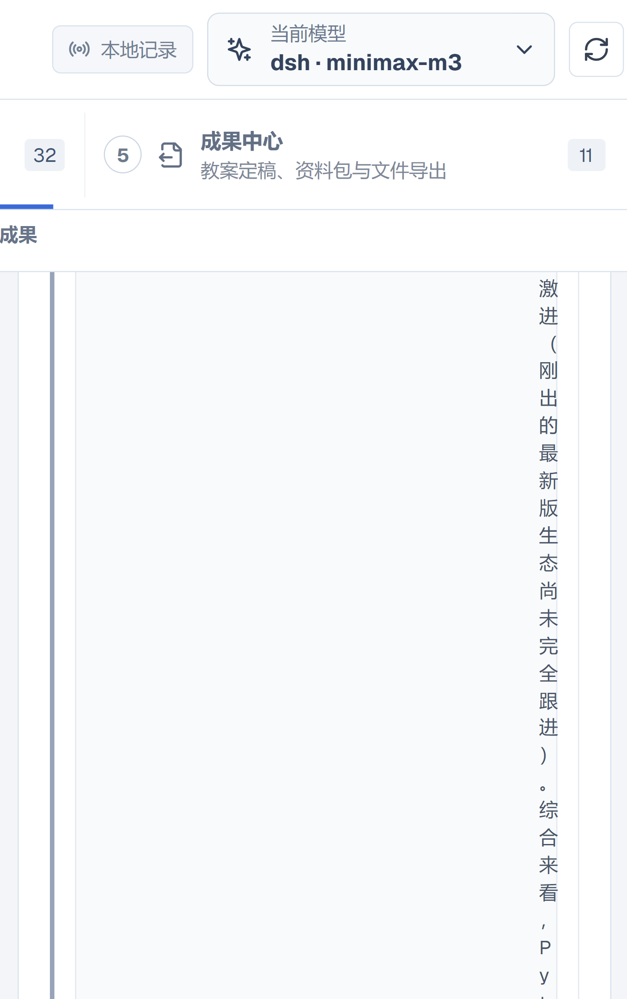 本地记录
当前模型
dsh · minimax-m3
32
5
成果中心
教案定稿、资料包与文件导出
11
成果
激
进
（
刚
出
的
最
新
版
生
态
尚
未
完
全
跟
进
）
。
综
合
来
看
,
P
y